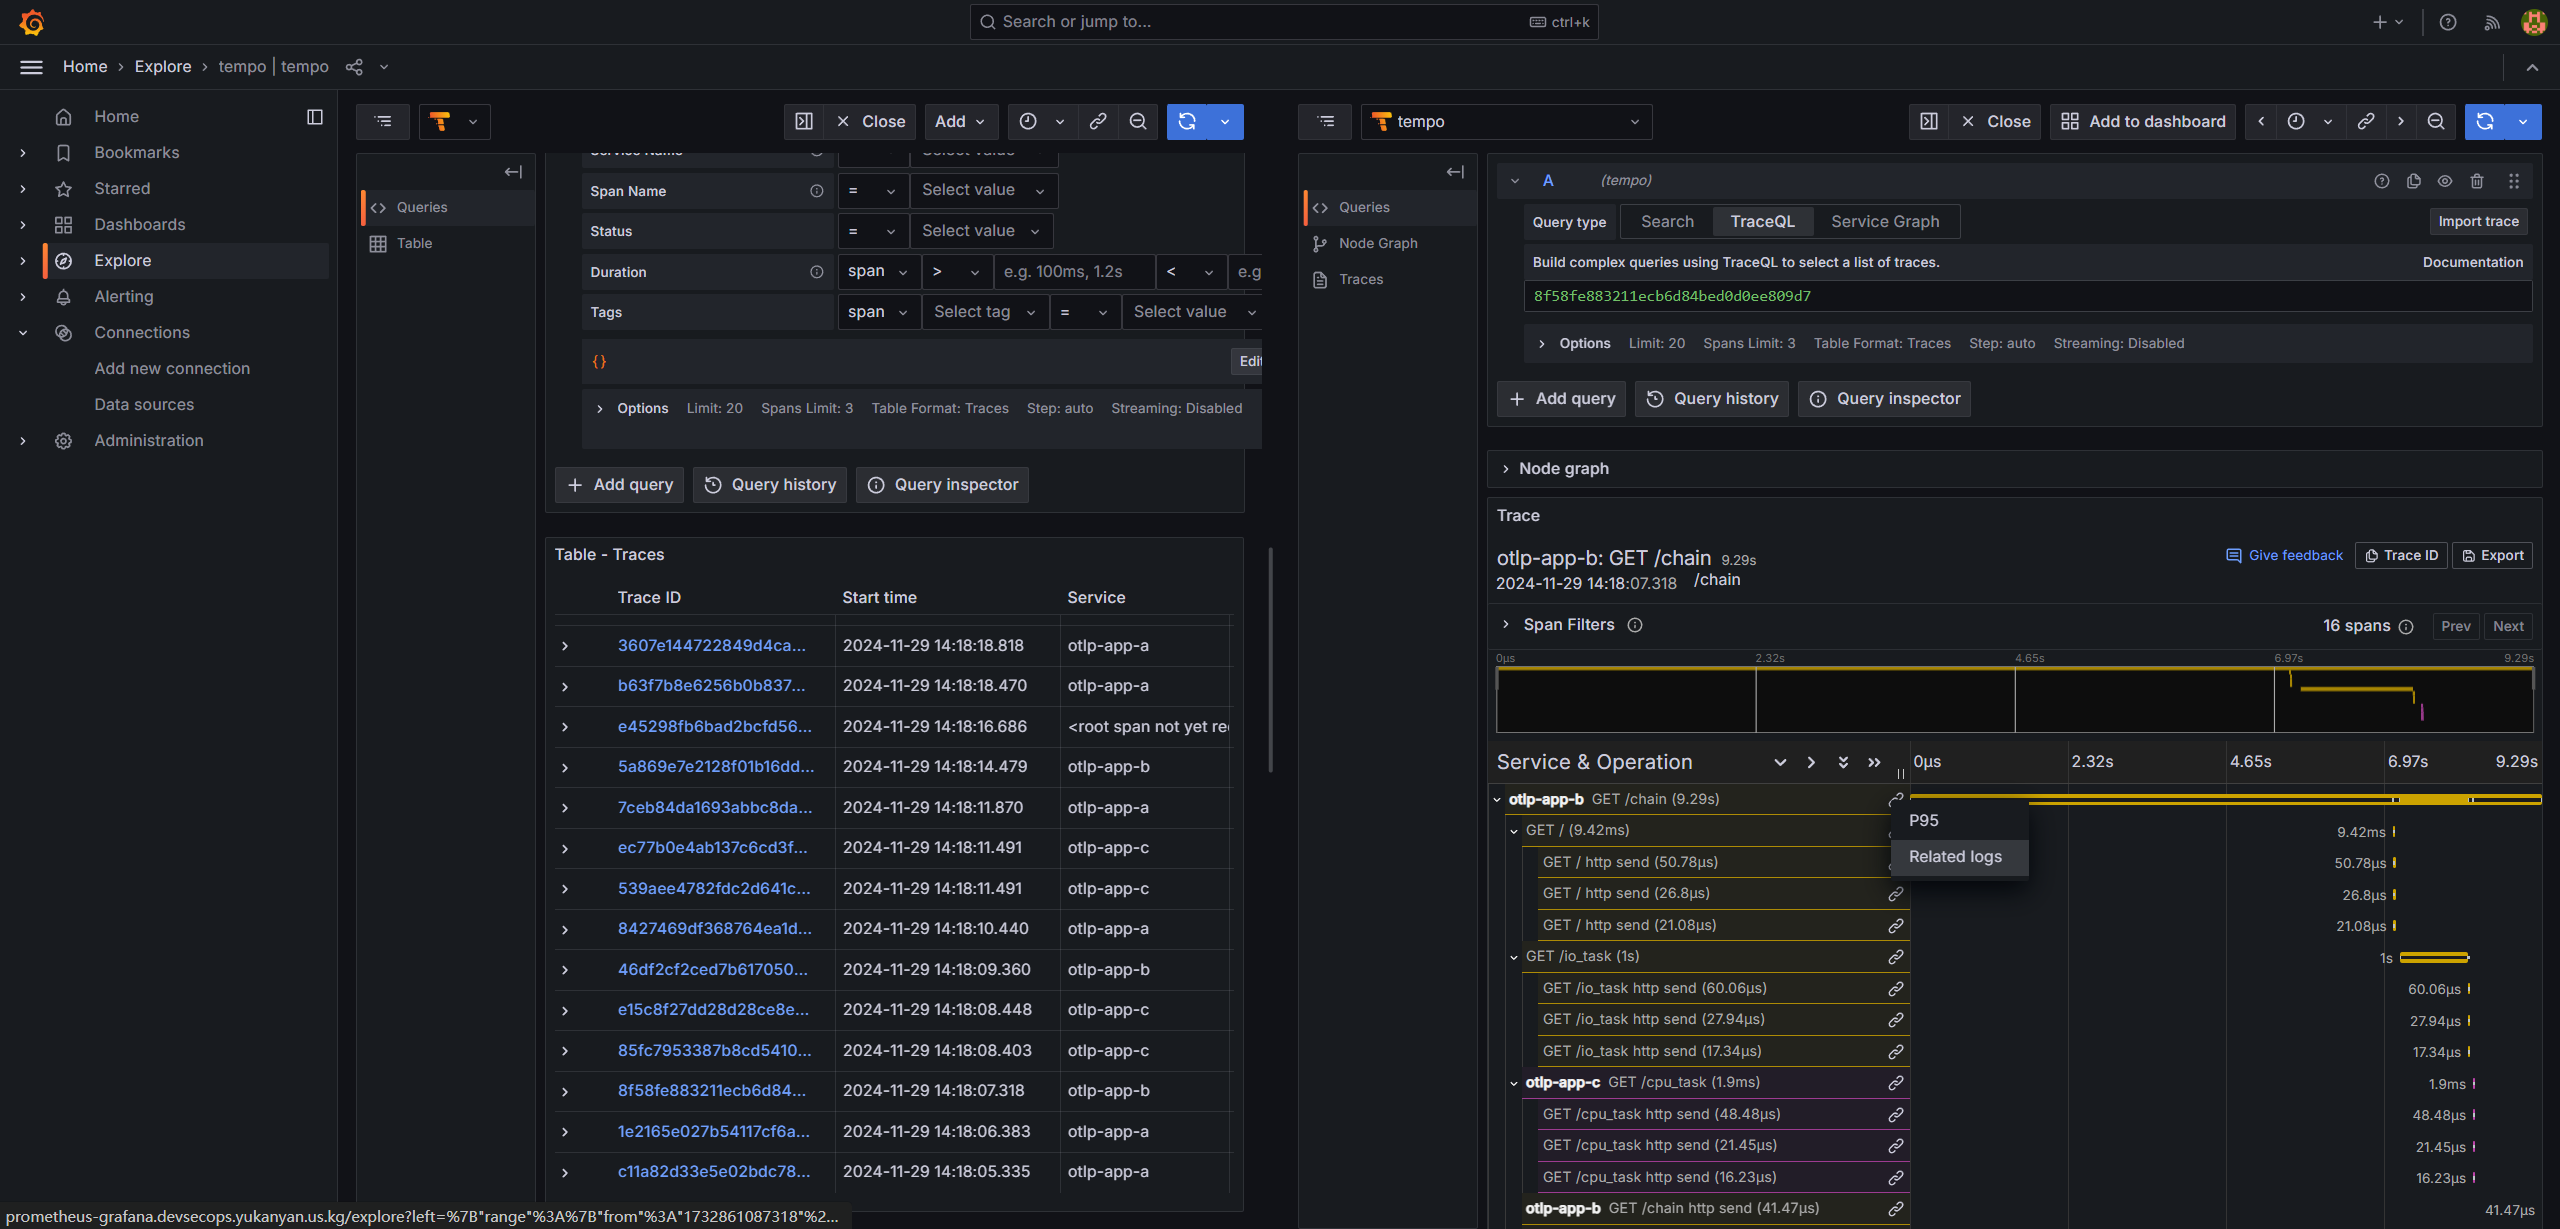 Search or jump to...
ctrl+k
Home
Explore
tempo | tempo
Home
Bookmarks
Starred
Dashboards
Explore
Alerting
Connections
Add new connection
Data sources
Administration
Close
Add
Queries
Table
Span Name
=
Select value
Status
=
Select value
Duration
span
>
e.g. 100ms, 1.2s
<
e.g
Tags
span
Select tag
=
Select value
{}
Edit
Options Limit: 20 Spans Limit: 3 Table Format: Traces Step: auto Streaming: Disabled
+ Add query
Query history
Query inspector
Table - Traces
Trace ID Start time Service
3607e144722849d4ca... 2024-11-29 14:18:18.818 otlp-app-a
b63f7b8e6256b0b837... 2024-11-29 14:18:18.470 otlp-app-a
e45298fb6bad2bcfd56... 2024-11-29 14:18:16.686 <root span not yet re
5a869e7e2128f01b16dd... 2024-11-29 14:18:14.479 otlp-app-b
7ceb84da1693abbc8da... 2024-11-29 14:18:11.870 otlp-app-a
ec77b0e4ab137c6cd3f... 2024-11-29 14:18:11.491 otlp-app-c
539aee4782fdc2d641c... 2024-11-29 14:18:11.491 otlp-app-c
8427469df368764ea1d... 2024-11-29 14:18:10.440 otlp-app-a
46df2cf2ced7b617050... 2024-11-29 14:18:09.360 otlp-app-b
e15c8f27dd28d28ce8e... 2024-11-29 14:18:08.448 otlp-app-c
85fc7953387b8cd5410... 2024-11-29 14:18:08.403 otlp-app-c
8f58fe883211ecb6d84... 2024-11-29 14:18:07.318 otlp-app-b
1e2165e027b54117cf6a... 2024-11-29 14:18:06.383 otlp-app-a
c11a82d33e5e02bdc78... 2024-11-29 14:18:05.335 otlp-app-a
prometheus-grafana.devsecops.yukanyan.us.kg/explore?left=%7B"range"%3A%7B"from"%3A"1732861087318"%2...
tempo
Close
Add to dashboard
Queries
Node Graph
Traces
A (tempo)
Query type
Search
TraceQL
Service Graph
Import trace
Build complex queries using TraceQL to select a list of traces.
Documentation
8f58fe883211ecb6d84bed0d0ee809d7
Options Limit: 20 Spans Limit: 3 Table Format: Traces Step: auto Streaming: Disabled
+ Add query
Query history
Query inspector
Node graph
Trace
otlp-app-b: GET /chain 9.29s
2024-11-29 14:18:07.318 /chain
Give feedback
Trace ID
Export
Span Filters
16 spans
Prev
Next
0μs 2.32s 4.65s 6.97s 9.29s
Service & Operation
0μs 2.32s 4.65s 6.97s 9.29s
otlp-app-b GET /chain (9.29s)
P95
Related logs
GET / (9.42ms) 9.42ms
GET / http send (50.78μs) 50.78μs
GET / http send (26.8μs) 26.8μs
GET / http send (21.08μs) 21.08μs
GET /io_task (1s) 1s
GET /io_task http send (60.06μs) 60.06μs
GET /io_task http send (27.94μs) 27.94μs
GET /io_task http send (17.34μs) 17.34μs
otlp-app-c GET /cpu_task (1.9ms) 1.9ms
GET /cpu_task http send (48.48μs) 48.48μs
GET /cpu_task http send (21.45μs) 21.45μs
GET /cpu_task http send (16.23μs) 16.23μs
otlp-app-b GET /chain http send (41.47μs) 41.47μs